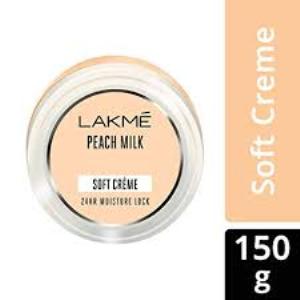 LAKMÉ
PEACH MILK
SOFT CRÈME
24HR MOISTURE LOCK
Soft Creme
150
g